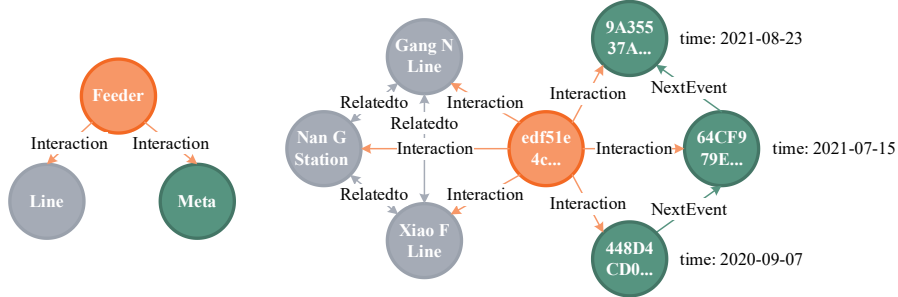 Feeder
Interaction
Interaction
Line
Meta
Gang N
Line
Relatedto
Interaction
Relatedto
Nan G
Station
Interaction
Relatedto
Interaction
Xiao F
Line
edf51e
4c...
Interaction
Interaction
Interaction
9A355
37A...
time: 2021-08-23
NextEvent
64CF9
79E...
time: 2021-07-15
NextEvent
448D4
CD0...
time: 2020-09-07